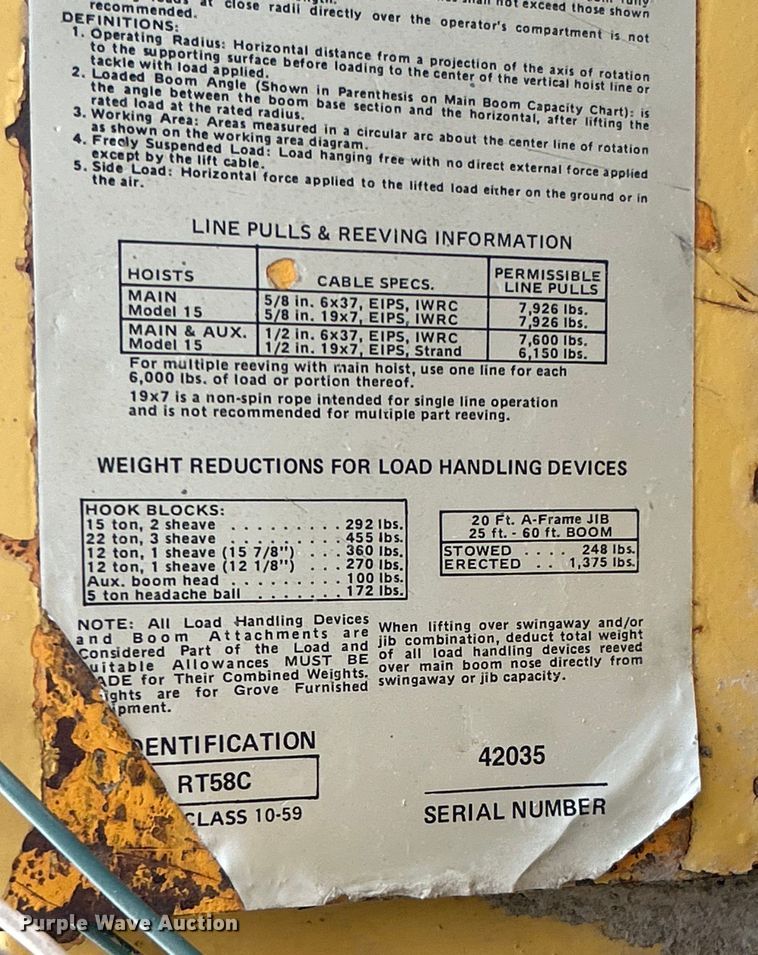 at close radii directly over the operator's compartment is not
recommended.
DEFINITIONS:
1. Operating Radius: Horizontal distance from a projection of the axis of rotation
to the supporting surface before loading to the center of the vertical hoist line or
tackle with load applied.
2. Loaded Boom Angle (Shown in Parenthesis on Main Boom Capacity Chart): is
the angle between the boom base section and the horizontal, after lifting the
rated load at the rated radius.
3. Working Area: Areas measured in a circular arc about the center line of rotation
as shown on the working area diagram.
4. Freely Suspended Load: Load hanging free with no direct external force applied
except by the lift cable.
5. Side Load: Horizontal force applied to the lifted load either on the ground or in
the air.
LINE PULLS & REEVING INFORMATION
HOISTS CABLE SPECS. PERMISSIBLE
LINE PULLS
MAIN 5/8 in. 6x37, EIPS, IWRC 7,926 lbs.
Model 15 5/8 in. 19x7, EIPS, IWRC 7,926 lbs.
MAIN & AUX. 1/2 in. 6x37, EIPS, IWRC 7,600 lbs.
Model 15 1/2 in. 19x7, EIPS, Strand 6,150 lbs.
For multiple reeving with main hoist, use one line for each
6,000 lbs. of load or portion thereof.
19x7 is a non-spin rope intended for single line operation
and is not recommended for multiple part reeving.
WEIGHT REDUCTIONS FOR LOAD HANDLING DEVICES
HOOK BLOCKS:
15 ton, 2 sheave . . . . . . . . . 292 lbs.
22 ton, 3 sheave . . . . . . . . . 455 lbs.
12 ton, 1 sheave (15 7/8") . . . . 360 lbs.
12 ton, 1 sheave (12 1/8") . . . . 270 lbs.
Aux. boom head . . . . . . . . . . 100 lbs.
5 ton headache ball . . . . . . . 172 lbs.
20 Ft. A-Frame JIB
25 ft. - 60 ft. BOOM
STOWED . . . . 248 lbs.
ERECTED . . 1,375 lbs.
NOTE: All Load Handling Devices
and Boom Attachments are
Considered Part of the Load and
uitable Allowances MUST BE
ADE for Their Combined Weights.
ights are for Grove Furnished
ipment.
When lifting over swingaway and/or
jib combination, deduct total weight
of all load handling devices reeved
over main boom nose directly from
swingaway or jib capacity.
DENTIFICATION
RT58C
CLASS 10-59
42035
SERIAL NUMBER
Purple Wave Auction